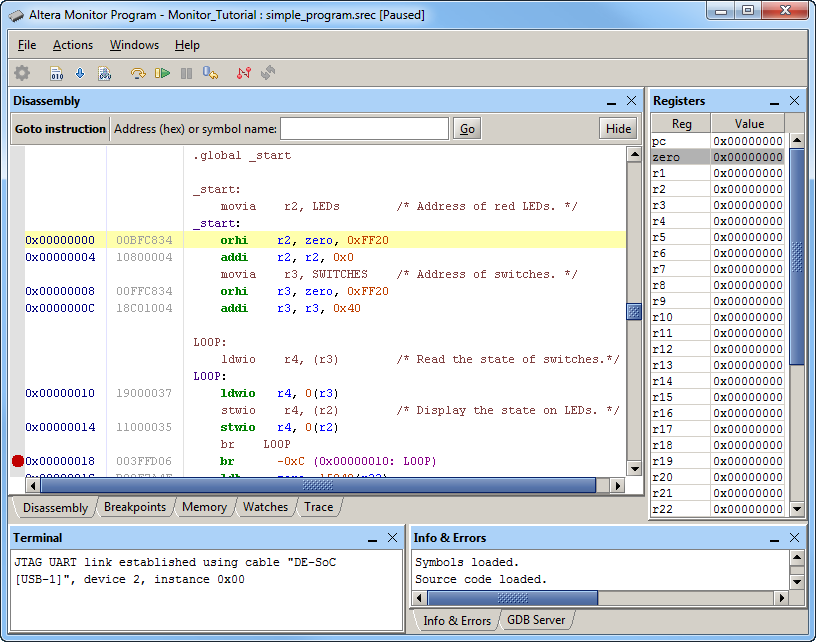 Altera Monitor Program - Monitor_Tutorial : simple_program.srec [Paused]
File Actions Windows Help
Disassembly
Goto instruction Address (hex) or symbol name: Go Hide
.global _start
_start:
movia r2, LEDs /* Address of red LEDs. */
_start:
0x00000000 00BFC834 orhi r2, zero, 0xFF20
0x00000004 10800004 addi r2, r2, 0x0
movia r3, SWITCHES /* Address of switches. */
0x00000008 00FFC834 orhi r3, zero, 0xFF20
0x0000000C 18C01004 addi r3, r3, 0x40
LOOP:
ldwio r4, (r3) /* Read the state of switches.*/
LOOP:
0x00000010 19000037 ldwio r4, 0(r3)
stwio r4, (r2) /* Display the state on LEDs. */
0x00000014 11000035 stwio r4, 0(r2)
br LOOP
0x00000018 003FFD06 br -0xC (0x00000010: LOOP)
Disassembly Breakpoints Memory Watches Trace
Registers
Reg Value
pc 0x00000000
zero 0x00000000
r1 0x00000000
r2 0x00000000
r3 0x00000000
r4 0x00000000
r5 0x00000000
r6 0x00000000
r7 0x00000000
r8 0x00000000
r9 0x00000000
r10 0x00000000
r11 0x00000000
r12 0x00000000
r13 0x00000000
r14 0x00000000
r15 0x00000000
r16 0x00000000
r17 0x00000000
r18 0x00000000
r19 0x00000000
r20 0x00000000
r21 0x00000000
r22 0x00000000
Terminal
JTAG UART link established using cable "DE-SoC
[USB-1]", device 2, instance 0x00
Info & Errors
Symbols loaded.
Source code loaded.
Info & Errors GDB Server